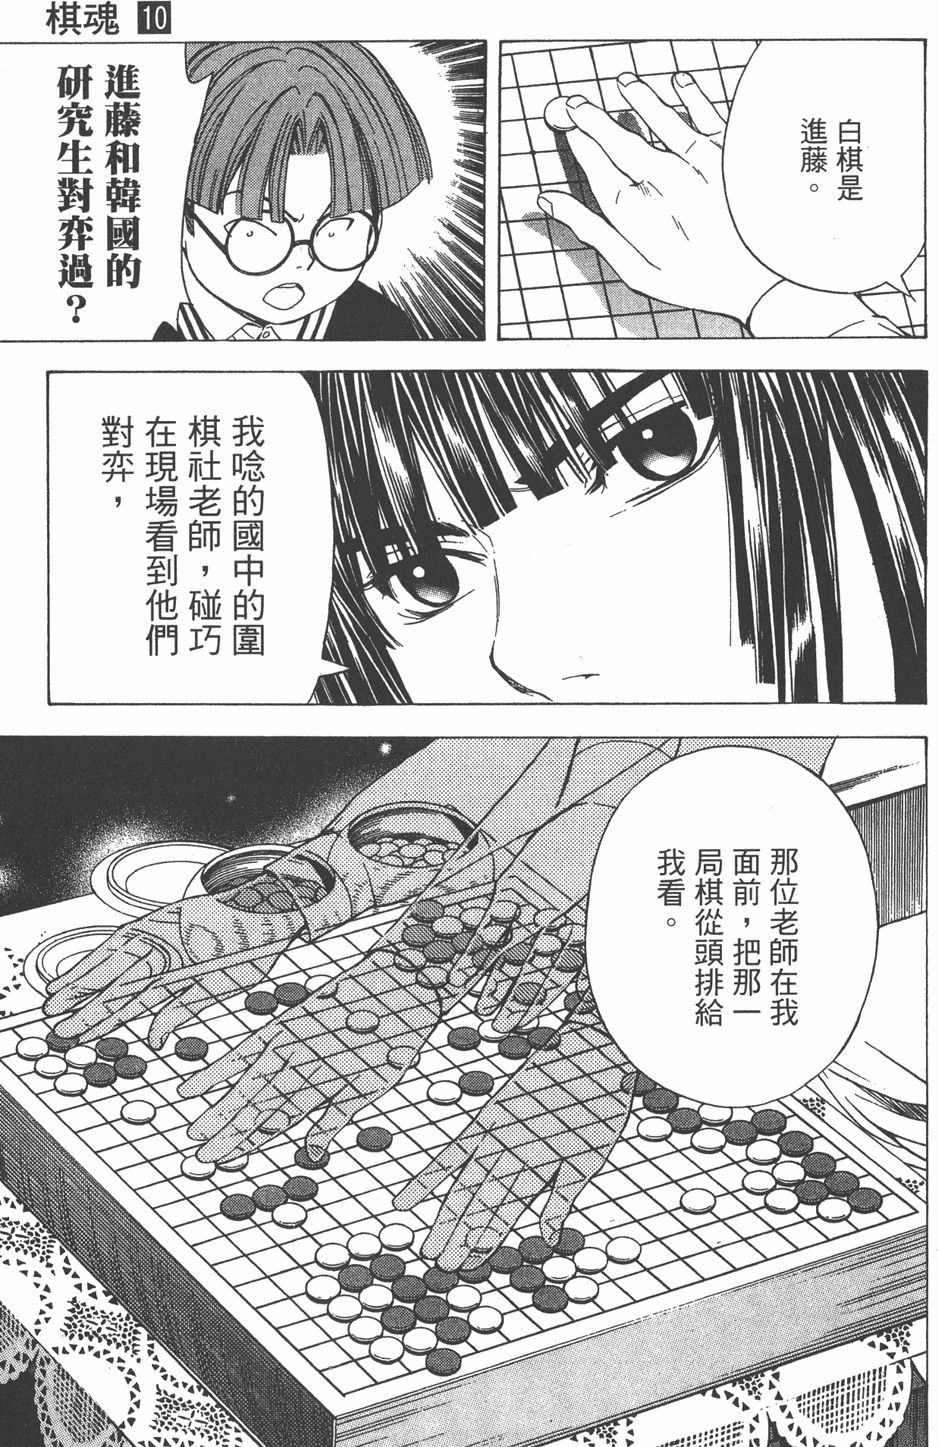 棋魂 10
白棋是
進藤。
進藤和韓國的
研究生對弈過？
我唸的國中的圍
棋社老師，碰巧
在現場看到他們
對弈，
那位老師在我
面前，把那一
局棋從頭排給
我看。